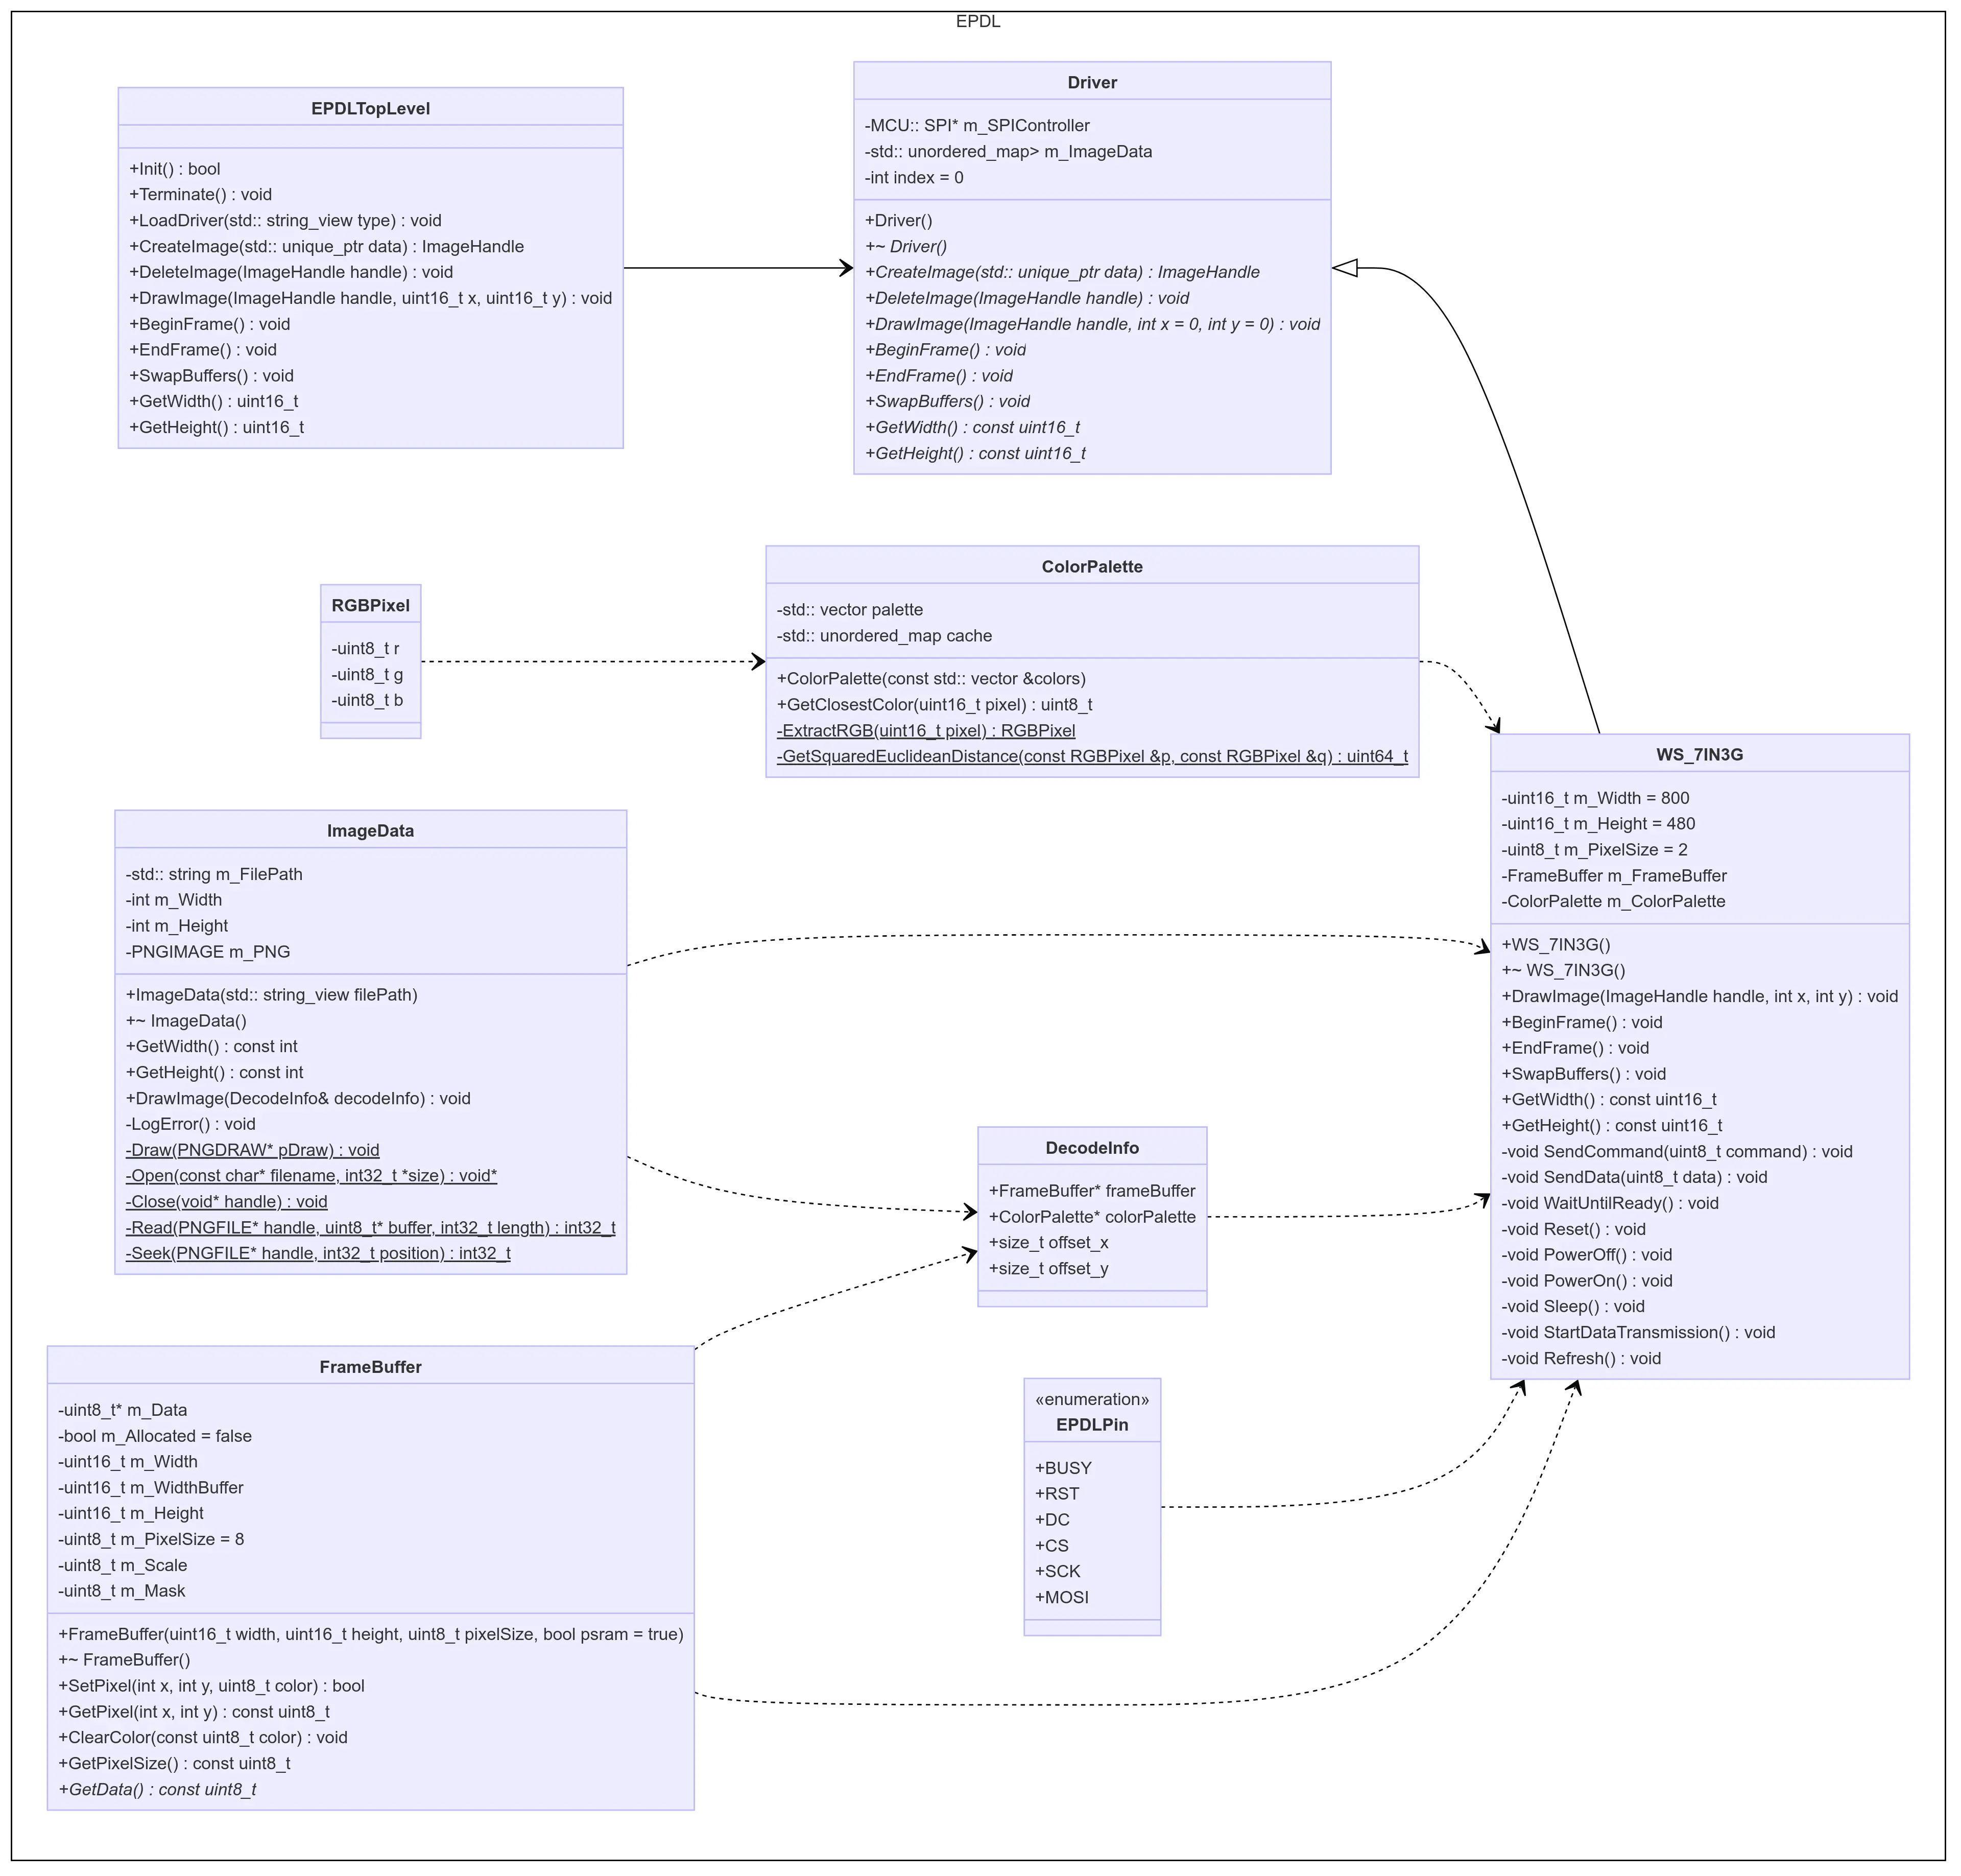 EPDL
EPDLTopLevel
+Init() : bool
+Terminate() : void
+LoadDriver(std:: string_view type) : void
+CreateImage(std:: unique_ptr data) : ImageHandle
+DeleteImage(ImageHandle handle) : void
+DrawImage(ImageHandle handle, uint16_t x, uint16_t y) : void
+BeginFrame() : void
+EndFrame() : void
+SwapBuffers() : void
+GetWidth() : uint16_t
+GetHeight() : uint16_t
Driver
-MCU:: SPI* m_SPIController
-std:: unordered_map> m_ImageData
-int index = 0
+Driver()
+~ Driver()
+CreateImage(std:: unique_ptr data) : ImageHandle
+DeleteImage(ImageHandle handle) : void
+DrawImage(ImageHandle handle, int x = 0, int y = 0) : void
+BeginFrame() : void
+EndFrame() : void
+SwapBuffers() : void
+GetWidth() : const uint16_t
+GetHeight() : const uint16_t
RGBPixel
-uint8_t r
-uint8_t g
-uint8_t b
ColorPalette
-std:: vector palette
-std:: unordered_map cache
+ColorPalette(const std:: vector &colors)
+GetClosestColor(uint16_t pixel) : uint8_t
-ExtractRGB(uint16_t pixel) : RGBPixel
-GetSquaredEuclideanDistance(const RGBPixel &p, const RGBPixel &q) : uint64_t
WS_7IN3G
-uint16_t m_Width = 800
-uint16_t m_Height = 480
-uint8_t m_PixelSize = 2
-FrameBuffer m_FrameBuffer
-ColorPalette m_ColorPalette
+WS_7IN3G()
+~ WS_7IN3G()
+DrawImage(ImageHandle handle, int x, int y) : void
+BeginFrame() : void
+EndFrame() : void
+SwapBuffers() : void
+GetWidth() : const uint16_t
+GetHeight() : const uint16_t
-void SendCommand(uint8_t command) : void
-void SendData(uint8_t data) : void
-void WaitUntilReady() : void
-void Reset() : void
-void PowerOff() : void
-void PowerOn() : void
-void Sleep() : void
-void StartDataTransmission() : void
-void Refresh() : void
ImageData
-std:: string m_FilePath
-int m_Width
-int m_Height
-PNGIMAGE m_PNG
+ImageData(std:: string_view filePath)
+~ ImageData()
+GetWidth() : const int
+GetHeight() : const int
+DrawImage(DecodeInfo& decodeInfo) : void
-LogError() : void
-Draw(PNGDRAW* pDraw) : void
-Open(const char* filename, int32_t *size) : void*
-Close(void* handle) : void
-Read(PNGFILE* handle, uint8_t* buffer, int32_t length) : int32_t
-Seek(PNGFILE* handle, int32_t position) : int32_t
DecodeInfo
+FrameBuffer* frameBuffer
+ColorPalette* colorPalette
+size_t offset_x
+size_t offset_y
FrameBuffer
-uint8_t* m_Data
-bool m_Allocated = false
-uint16_t m_Width
-uint16_t m_WidthBuffer
-uint16_t m_Height
-uint8_t m_PixelSize = 8
-uint8_t m_Scale
-uint8_t m_Mask
+FrameBuffer(uint16_t width, uint16_t height, uint8_t pixelSize, bool psram = true)
+~ FrameBuffer()
+SetPixel(int x, int y, uint8_t color) : bool
+GetPixel(int x, int y) : const uint8_t
+ClearColor(const uint8_t color) : void
+GetPixelSize() : const uint8_t
+GetData() : const uint8_t
«enumeration»
EPDLPin
+BUSY
+RST
+DC
+CS
+SCK
+MOSI